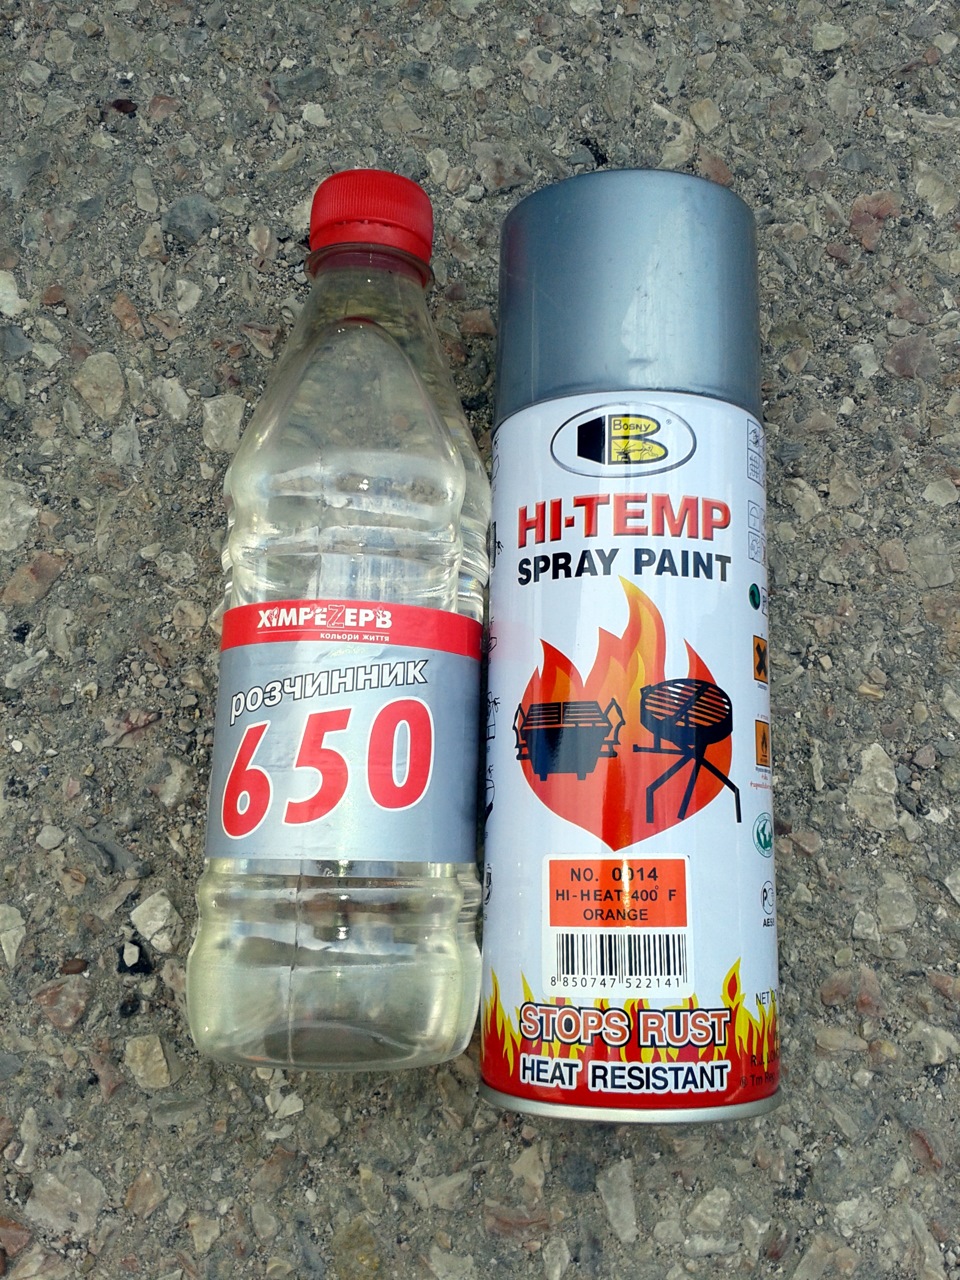 ХІМРЕZЕРВ
КОЛЬОРИ ЖИТТЯ
розчинник
650
BOSNY
B
®
HI-TEMP
SPRAY PAINT
NO. 0014
HI-HEAT 400° F
ORANGE
8 850747 522141
STOPS RUST
HEAT RESISTANT
NET